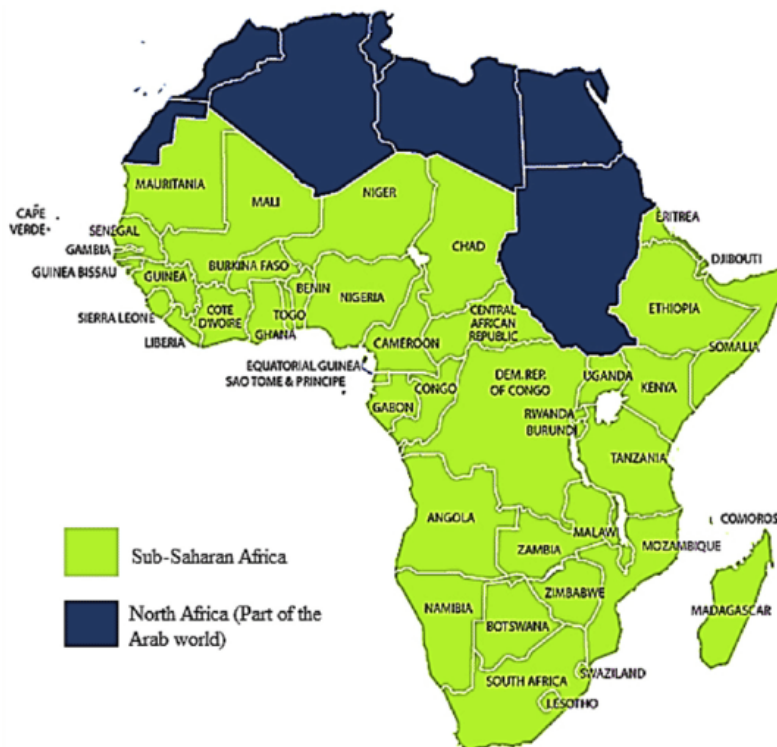 MAURITANIA
MALI
NIGER
CAPE
VERDE
SENEGAL
ERITREA
CHAD
GAMBIA
DJIBOUTI
BURKINA FASO
GUINEA BISSAU
GUINEA
BENIN
NIGERIA
ETHIOPIA
COTE
D'IVOIRE
SIERRA LEONE
TOGO
CENTRAL
AFRICAN
REPUBLIC
GHANA
LIBERIA
CAMEROON
SOMALIA
EQUATORIAL GUINEA
SAO TOME & PRINCIPE
DEM. REP.
OF CONGO
UGANDA
KENYA
CONGO
GABON
RWANDA
BURUNDI
TANZANIA
ANGOLA
COMOROS
MALAW
MOZAMBIQUE
ZAMBIA
ZIMBABWE
NAMIBIA
MADAGASCAR
BOTSWANA
SWAZILAND
SOUTH AFRICA
LESOTHO
Sub-Saharan Africa
North Africa (Part of the
Arab world)